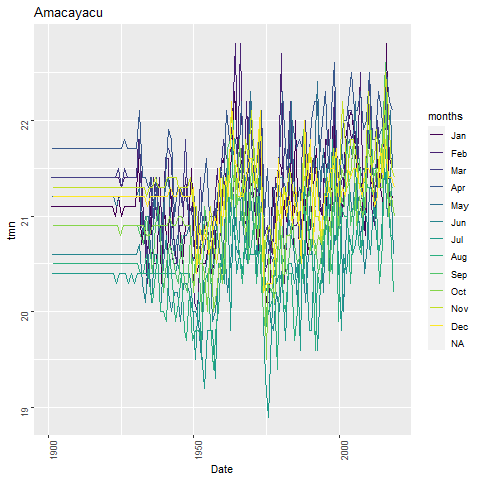 Amacayacu
tmn
22
21
20
19
1900
1950
2000
Date
months
Jan
Feb
Mar
Apr
May
Jun
Jul
Aug
Sep
Oct
Nov
Dec
NA